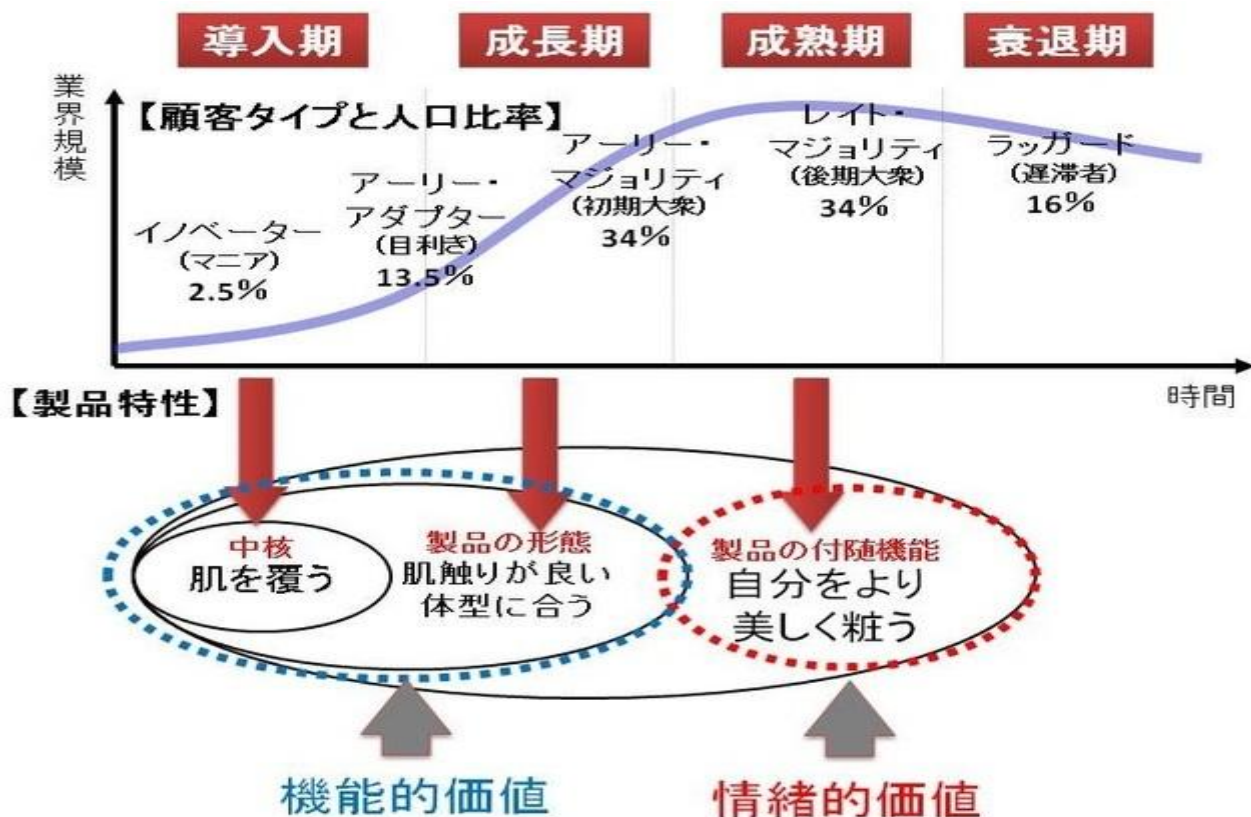 導入期
成長期
成熟期
衰退期
業界規模
【顧客タイプと人口比率】
イノベーター
(マニア)
2.5%
アーリー・
アダプター
(目利き)
13.5%
アーリー・
マジョリティ
(初期大衆)
34%
レイト・
マジョリティ
(後期大衆)
34%
ラッガード
(遅滞者)
16%
時間
【製品特性】
中核
肌を覆う
製品の形態
肌触りが良い
体型に合う
製品の付随機能
自分をより
美しく粧う
機能的価値
情緒的価値